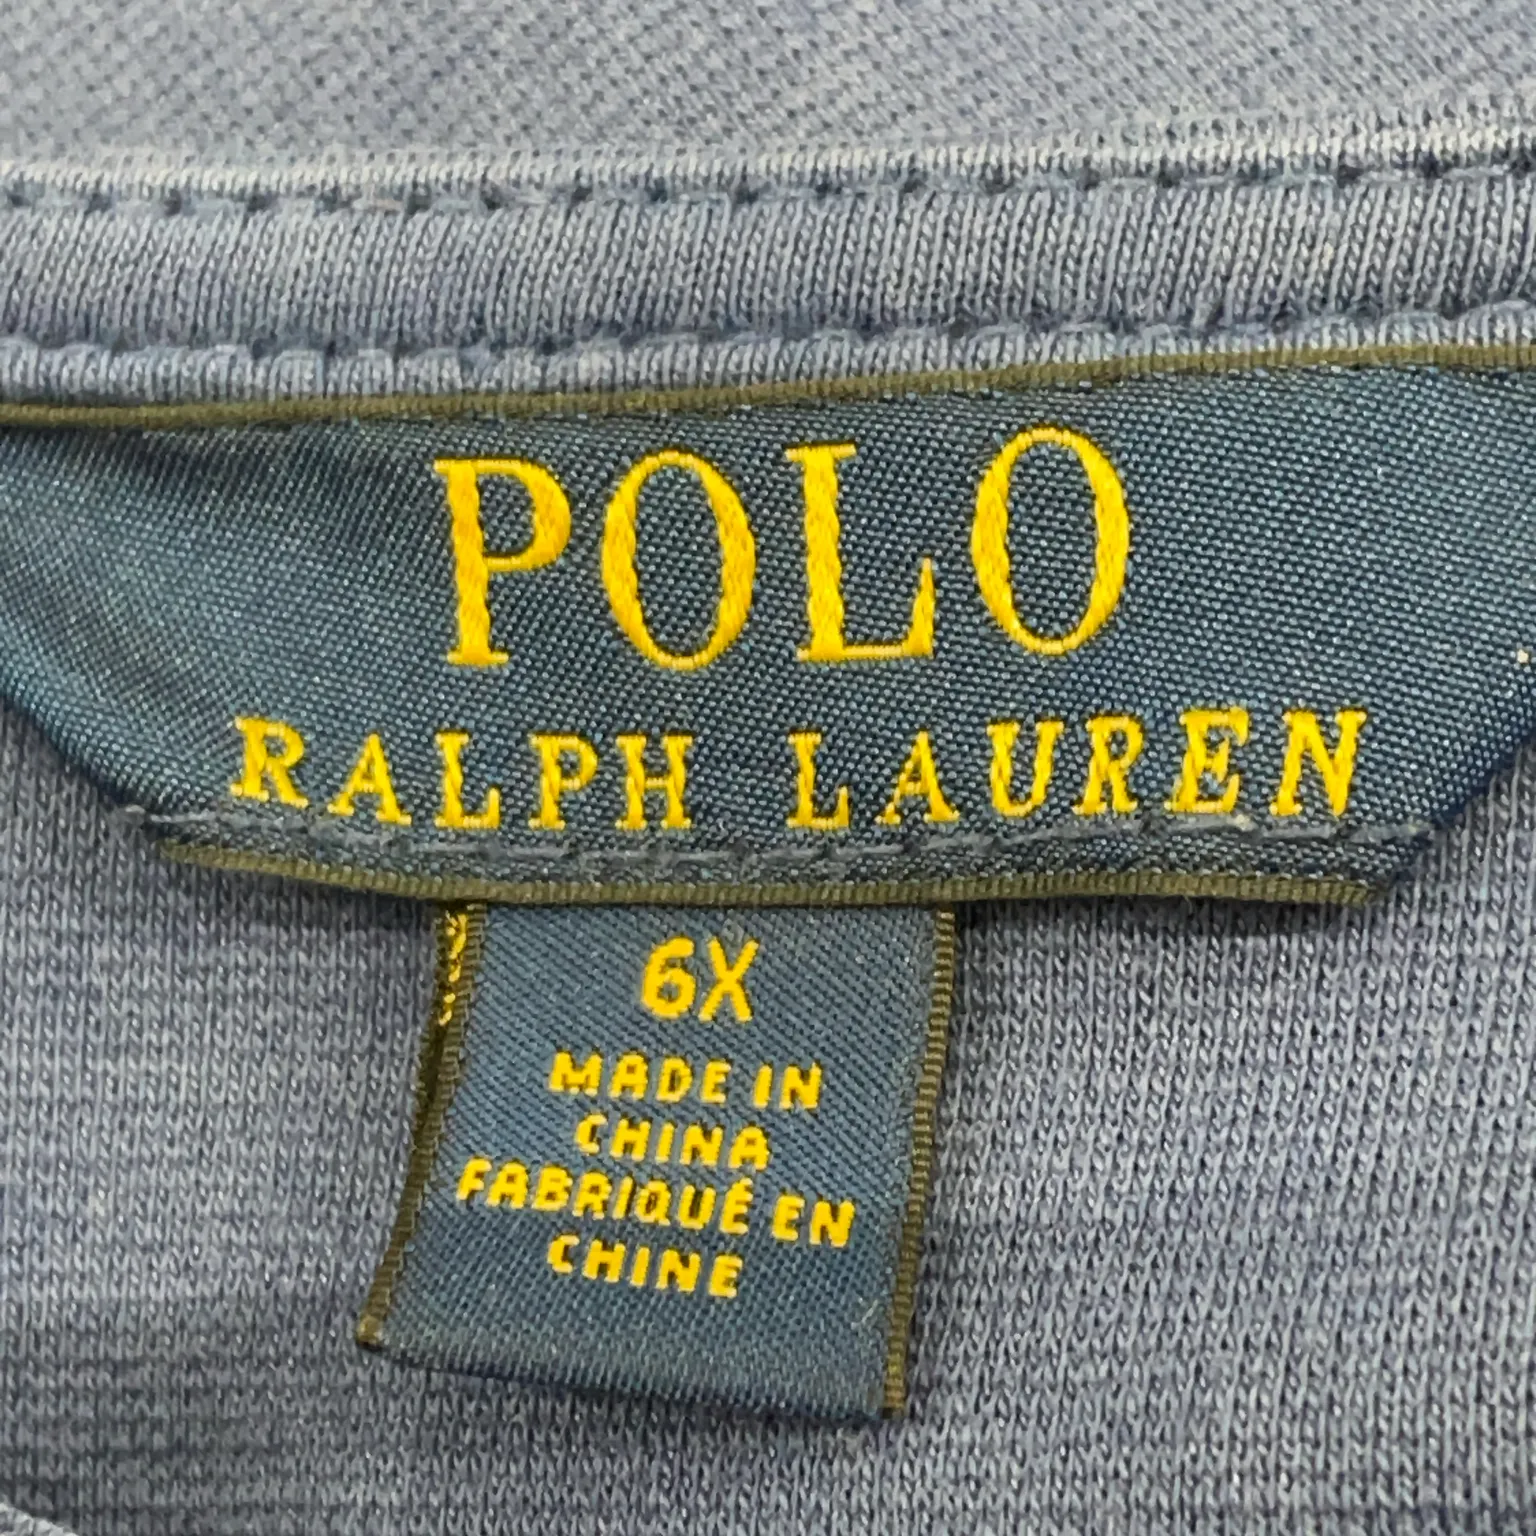 POLO
RALPH LAUREN
6X
MADE IN
CHINA
FABRIQUÉ EN
CHINE